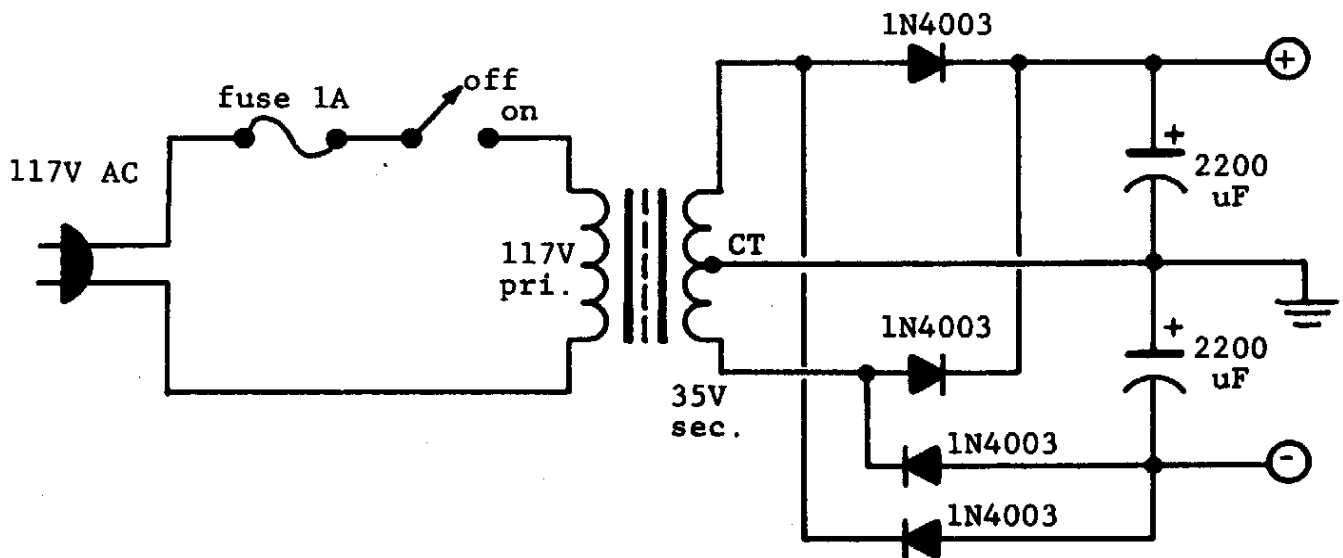 1N4003
+
off
fuse 1A
on
117V AC
+
2200
uF
CT
117V
pri.
1N4003
+
2200
uF
35V
sec.
1N4003
-
1N4003